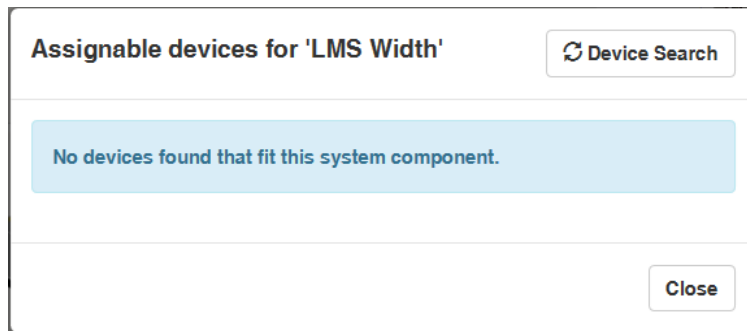 Assignable devices for 'LMS Width'
Device Search
No devices found that fit this system component.
Close